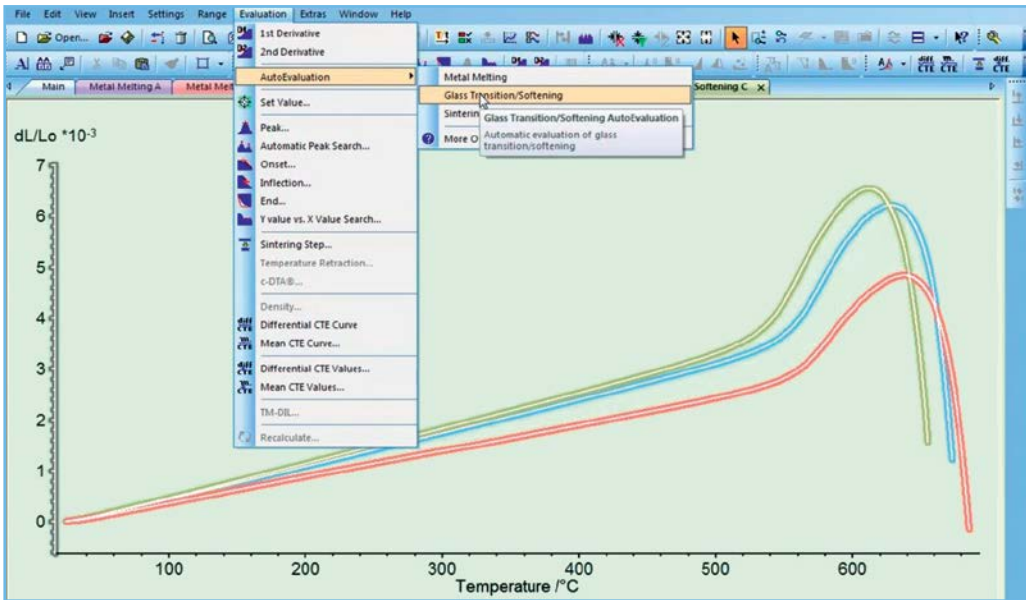 File Edit View Insert Settings Range Evaluation Extras Window Help
Open...
1st Derivative
2nd Derivative
AutoEvaluation
Set Value...
Peak...
Automatic Peak Search...
Onset...
Inflection...
End...
Y value vs. X Value Search...
Sintering Step...
Temperature Retraction...
c-DTA®...
Density...
Differential CTE Curve
Mean CTE Curve...
Differential CTE Values...
Mean CTE Values...
TM-DIL...
Recalculate...
Metal Melting
Glass Transition/Softening
Sinterin
More O
Glass Transition/Softening AutoEvaluation
Automatic evaluation of glass
transition/softening
Main Metal Melting A Metal Mel Softening C x
dL/Lo *10-3
7
6
5
4
3
2
1
0
100 200 300 400 500 600
Temperature /°C